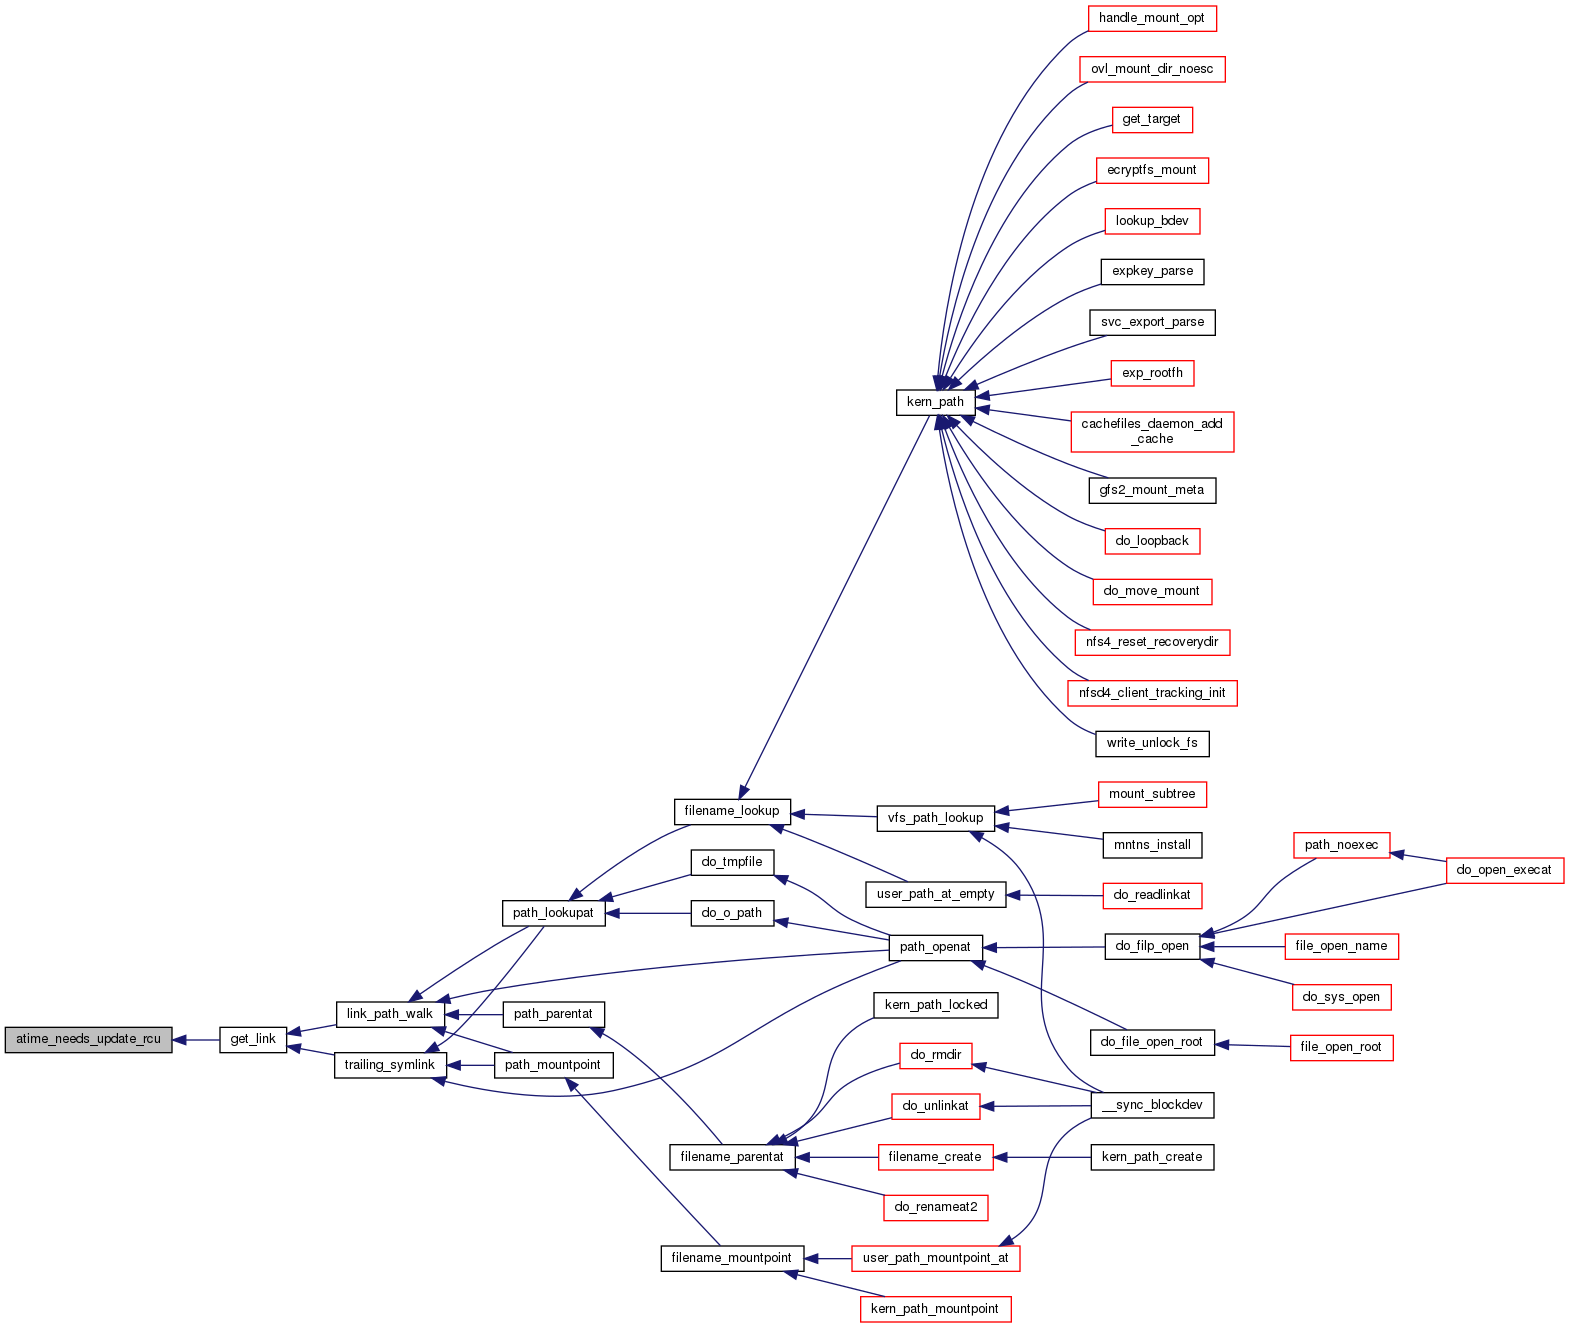 handle_mount_opt
ovl_mount_dir_noesc
get_target
ecryptfs_mount
lookup_bdev
expkey_parse
svc_export_parse
exp_rootfh
kern_path
cachefiles_daemon_add
_cache
gfs2_mount_meta
do_loopback
do_move_mount
nfs4_reset_recoverydir
nfsd4_client_tracking_init
write_unlock_fs
mount_subtree
filename_lookup
vfs_path_lookup
mntns_install
path_noexec
do_tmpfile
do_open_execat
user_path_at_empty
do_readlinkat
path_lookupat
do_o_path
path_openat
do_filp_open
file_open_name
do_sys_open
kern_path_locked
link_path_walk
path_parentat
atime_needs_update_rcu
get_link
do_file_open_root
file_open_root
do_rmdir
trailing_symlink
path_mountpoint
do_unlinkat
__sync_blockdev
filename_parentat
filename_create
kern_path_create
do_renameat2
filename_mountpoint
user_path_mountpoint_at
kern_path_mountpoint